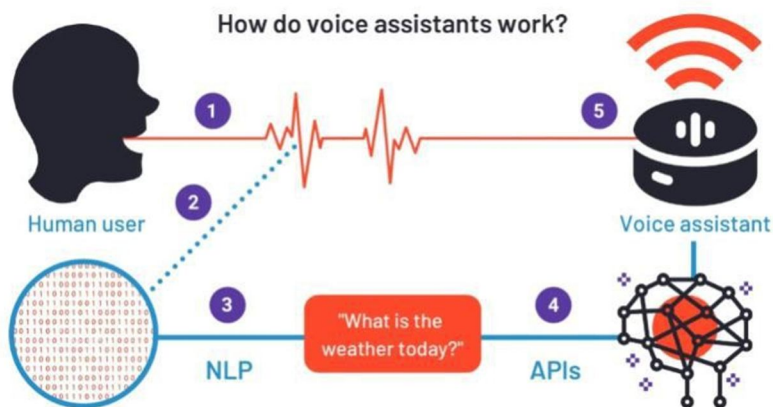 How do voice assistants work?
1
5
Human user
2
Voice assistant
3
4
"What is the
weather today?"
NLP
APIs